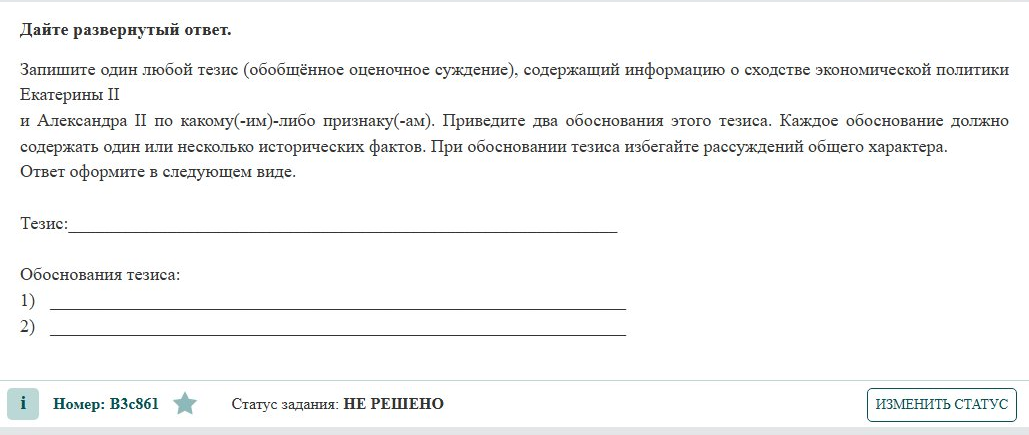 Дайте развернутый ответ.
Запишите один любой тезис (обобщённое оценочное суждение), содержащий информацию о сходстве экономической политики
Екатерины II
и Александра II по какому(-им)-либо признаку(-ам). Приведите два обоснования этого тезиса. Каждое обоснование должно
содержать один или несколько исторических фактов. При обосновании тезиса избегайте рассуждений общего характера.
Ответ оформите в следующем виде.
Тезис:
Обоснования тезиса:
1)
2)
i Номер: B3c861 Статус задания: НЕ РЕШЕНО ИЗМЕНИТЬ СТАТУС